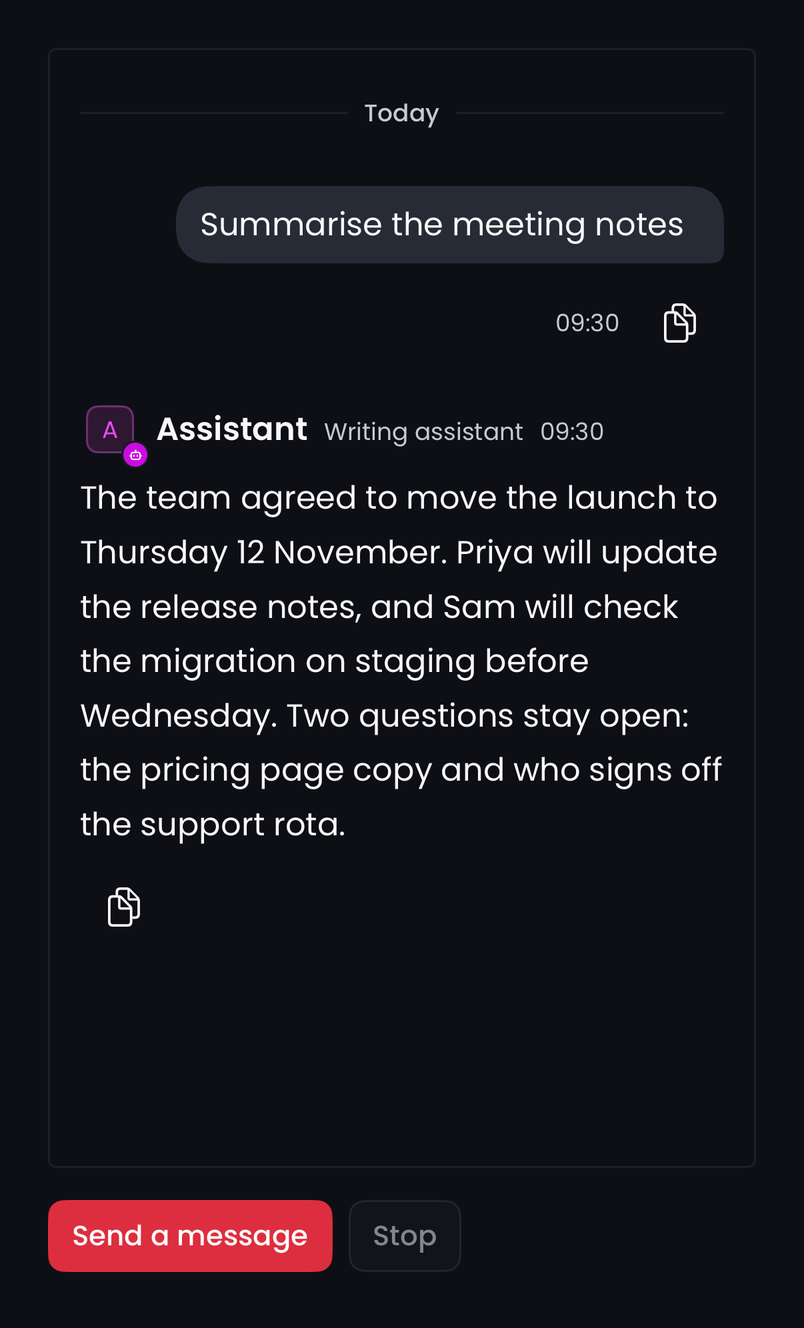 Today
Summarise the meeting notes
09:30
A
Assistant Writing assistant 09:30
The team agreed to move the launch to
Thursday 12 November. Priya will update
the release notes, and Sam will check
the migration on staging before
Wednesday. Two questions stay open:
the pricing page copy and who signs off
the support rota.
Send a message
Stop